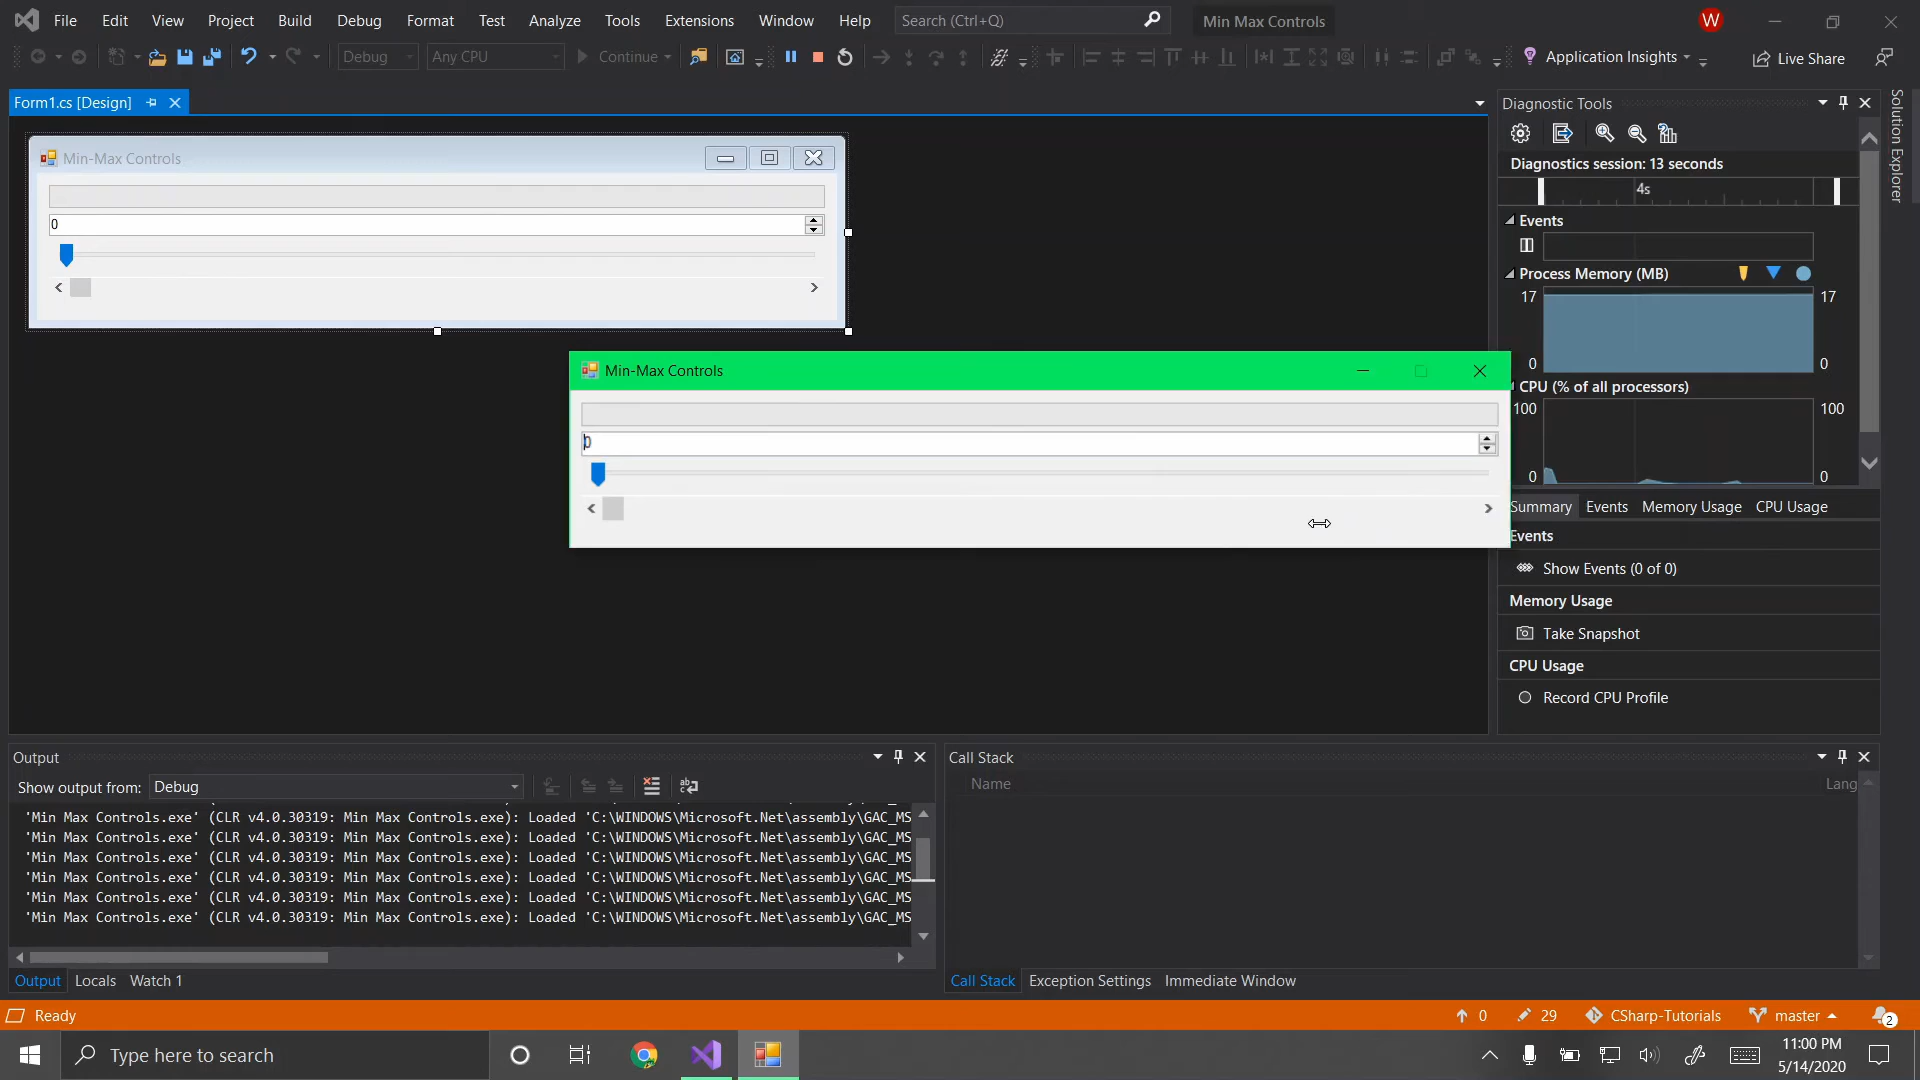 File Edit View Project Build Debug Format Test Analyze Tools Extensions Window Help Search (Ctrl+Q) Min Max Controls W
Debug Any CPU Continue Application Insights Live Share
Form1.cs [Design]
Min-Max Controls
0
Min-Max Controls
0
Diagnostic Tools
Diagnostics session: 13 seconds
4s
Events
Process Memory (MB)
17 17
0 0
CPU (% of all processors)
100 100
0 0
Summary Events Memory Usage CPU Usage
Events
Show Events (0 of 0)
Memory Usage
Take Snapshot
CPU Usage
Record CPU Profile
Solution Explorer
Output
Show output from: Debug
'Min Max Controls.exe' (CLR v4.0.30319: Min Max Controls.exe): Loaded 'C:\WINDOWS\Microsoft.Net\assembly\GAC_MS
'Min Max Controls.exe' (CLR v4.0.30319: Min Max Controls.exe): Loaded 'C:\WINDOWS\Microsoft.Net\assembly\GAC_MS
'Min Max Controls.exe' (CLR v4.0.30319: Min Max Controls.exe): Loaded 'C:\WINDOWS\Microsoft.Net\assembly\GAC_MS
'Min Max Controls.exe' (CLR v4.0.30319: Min Max Controls.exe): Loaded 'C:\WINDOWS\Microsoft.Net\assembly\GAC_MS
'Min Max Controls.exe' (CLR v4.0.30319: Min Max Controls.exe): Loaded 'C:\WINDOWS\Microsoft.Net\assembly\GAC_MS
'Min Max Controls.exe' (CLR v4.0.30319: Min Max Controls.exe): Loaded 'C:\WINDOWS\Microsoft.Net\assembly\GAC_MS
Output Locals Watch 1
Call Stack
Name Lang
Call Stack Exception Settings Immediate Window
Ready 0 29 CSharp-Tutorials master 2
Type here to search
11:00 PM
5/14/2020